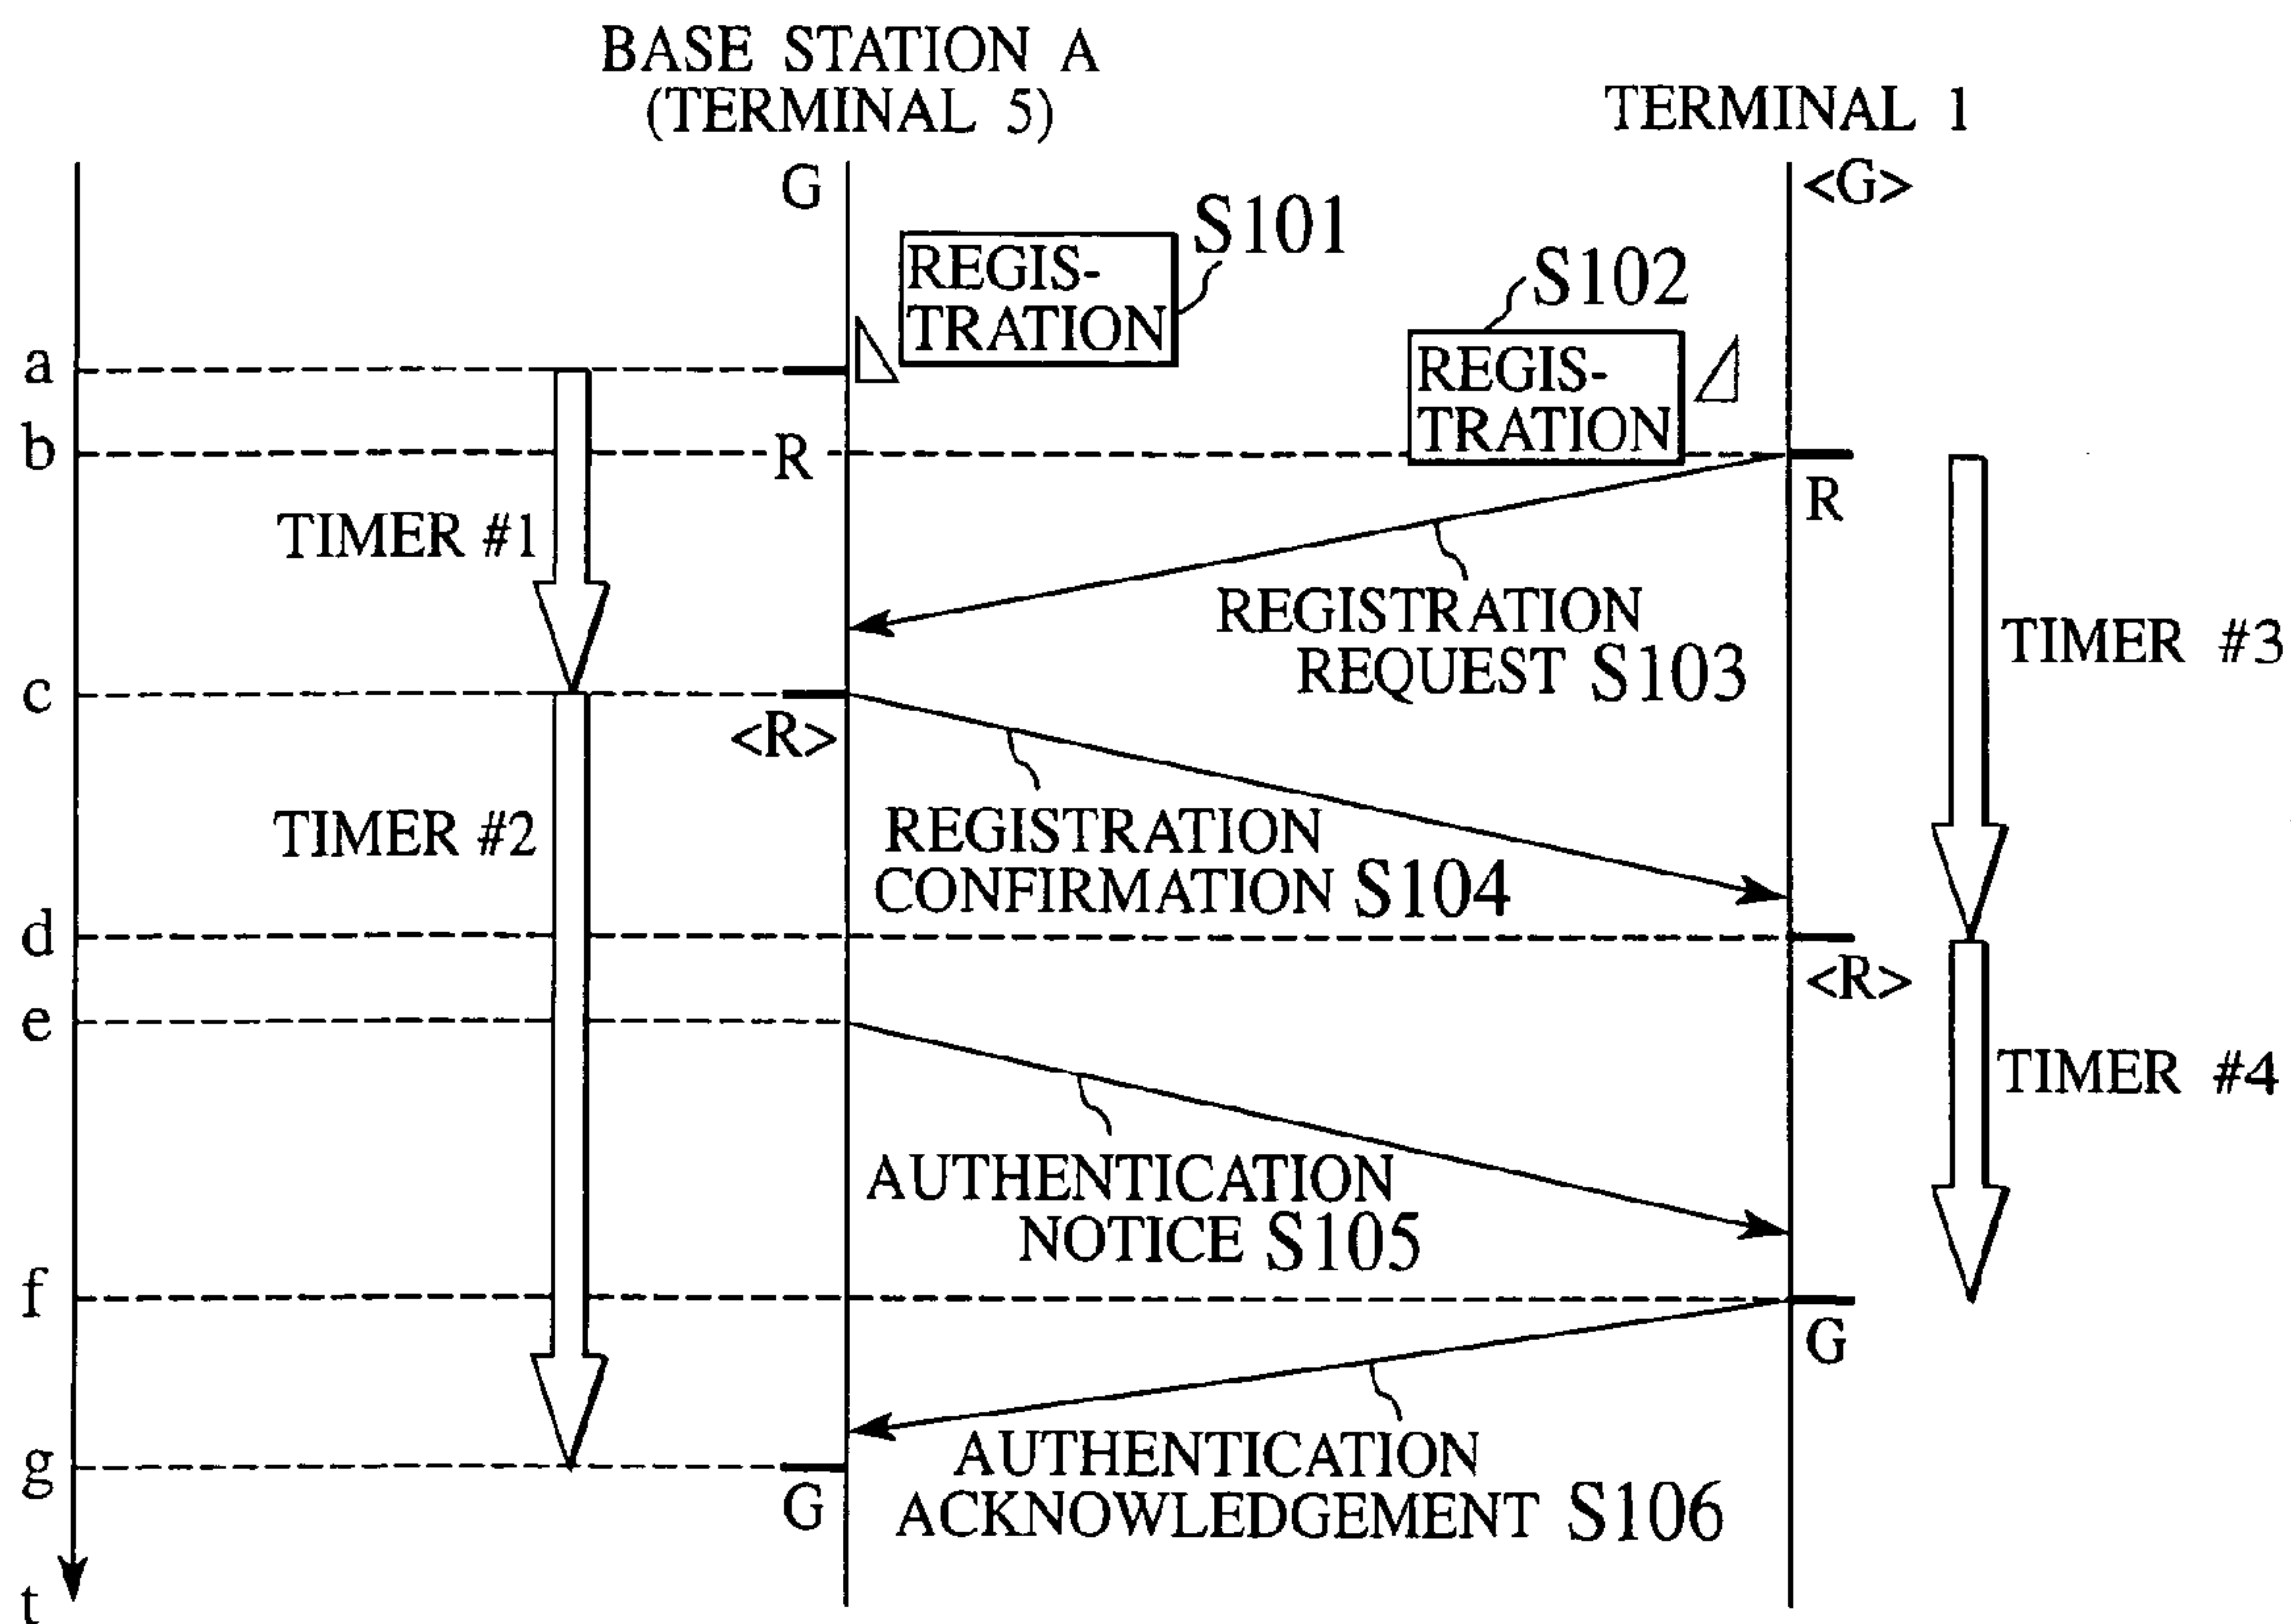 BASE STATION A
(TERMINAL 5)
TERMINAL 1
G
<G>
REGIS-
TRATION
S101
S102
REGIS-
TRATION
a
b
R
R
TIMER #1
REGISTRATION
REQUEST S103
TIMER #3
c
<R>
TIMER #2
REGISTRATION
CONFIRMATION S104
d
<R>
e
TIMER #4
AUTHENTICATION
NOTICE S105
f
G
AUTHENTICATION
ACKNOWLEDGEMENT S106
g
G
t